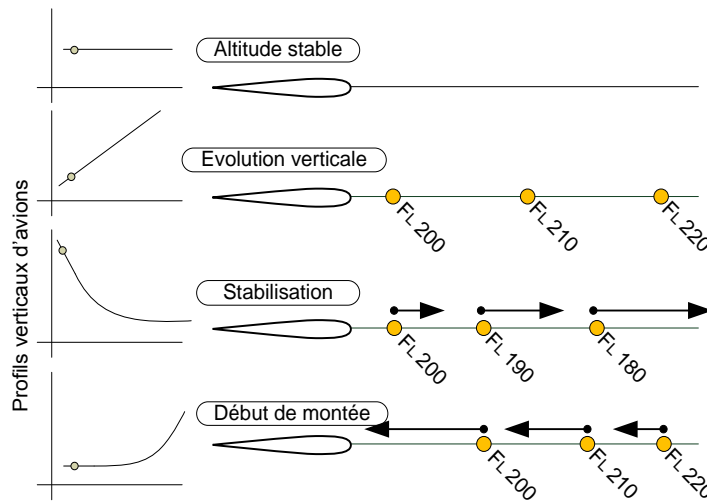 Profils verticaux d'avions
Altitude stable
Evolution verticale
FL 200
FL 210
FL 220
Stabilisation
FL 200
FL 190
FL 180
Début de montée
FL 200
FL 210
FL 220